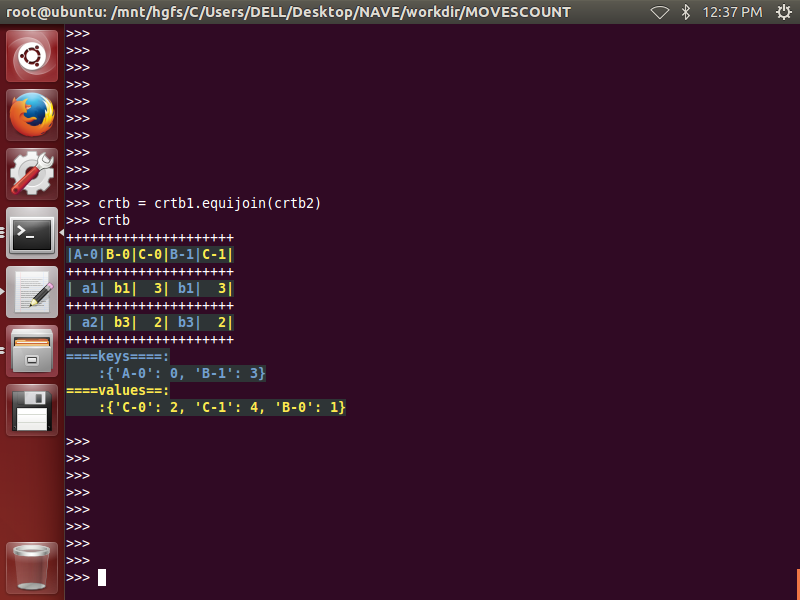 root@ubuntu: /mnt/hgfs/C/Users/DELL/Desktop/NAVE/workdir/MOVESCOUNT 12:37 PM
>>>
>>>
>>>
>>>
>>>
>>>
>>>
>>>
>>>
>>>
>>> crtb = crtb1.equijoin(crtb2)
>>> crtb
+++++++++++++++++++++
|A-0|B-0|C-0|B-1|C-1|
+++++++++++++++++++++
| a1| b1|  3| b1|  3|
+++++++++++++++++++++
| a2| b3|  2| b3|  2|
+++++++++++++++++++++
====keys====:
    :{'A-0': 0, 'B-1': 3}
====values==:
    :{'C-0': 2, 'C-1': 4, 'B-0': 1}
>>>
>>>
>>>
>>>
>>>
>>>
>>>
>>>
>>>